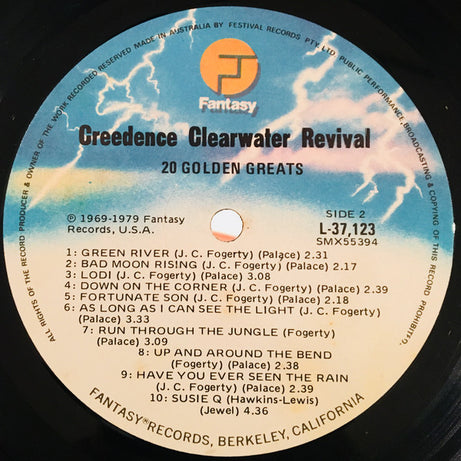 ALL RIGHTS OF THE RECORD PRODUCER & OWNER OF THE WORK RECORDED RESERVED MADE IN AUSTRALIA BY FESTIVAL RECORDS PTY. LTD. PUBLIC PERFORMANCE, BROADCASTING & COPYING OF THIS RECORD PROHIBITED.
Fantasy
Creedence Clearwater Revival
20 GOLDEN GREATS
℗ 1969-1979 Fantasy
Records, U.S.A.
SIDE 2
L-37,123
SMX55394
1: GREEN RIVER (J. C. Fogerty) (Palace) 2.31
2: BAD MOON RISING (J. C. Fogerty) (Palace) 2.17
3: LODI (J. C. Fogerty) (Palace) 3.08
4: DOWN ON THE CORNER (J. C. Fogerty) (Palace) 2.39
5: FORTUNATE SON (J. C. Fogerty) (Palace) 2.18
6: AS LONG AS I CAN SEE THE LIGHT (J. C. Fogerty)
(Palace) 3.33
7: RUN THROUGH THE JUNGLE (Fogerty)
(Palace) 3.09
8: UP AND AROUND THE BEND
(Fogerty) (Palace) 2.38
9: HAVE YOU EVER SEEN THE RAIN
(J. C. Fogerty) (Palace) 2.39
10: SUSIE Q (Hawkins-Lewis)
(Jewel) 4.36
FANTASY® RECORDS, BERKELEY, CALIFORNIA